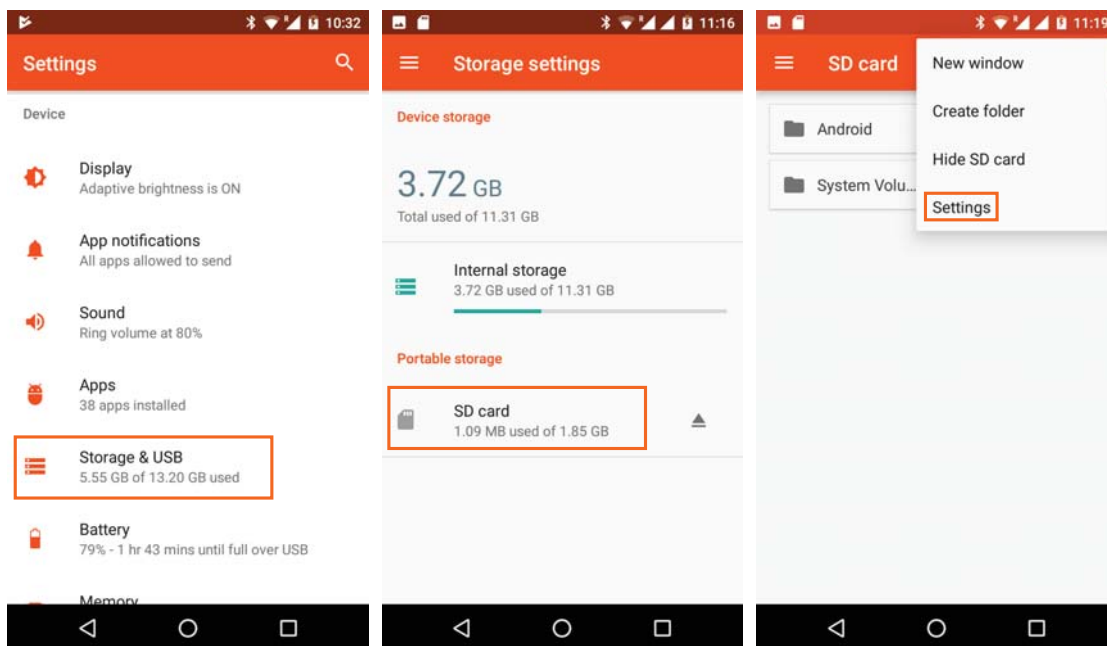 10:32
Settings
Device
Display
Adaptive brightness is ON
App notifications
All apps allowed to send
Sound
Ring volume at 80%
Apps
38 apps installed
Storage & USB
5.55 GB of 13.20 GB used
Battery
79% - 1 hr 43 mins until full over USB
Memory
11:16
Storage settings
Device storage
3.72 GB
Total used of 11.31 GB
Internal storage
3.72 GB used of 11.31 GB
Portable storage
SD card
1.09 MB used of 1.85 GB
11:19
SD card
New window
Create folder
Hide SD card
Settings
Android
System Volu...